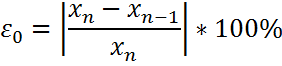 ε₀ = |(xₙ − xₙ₋₁) / xₙ| * 100%